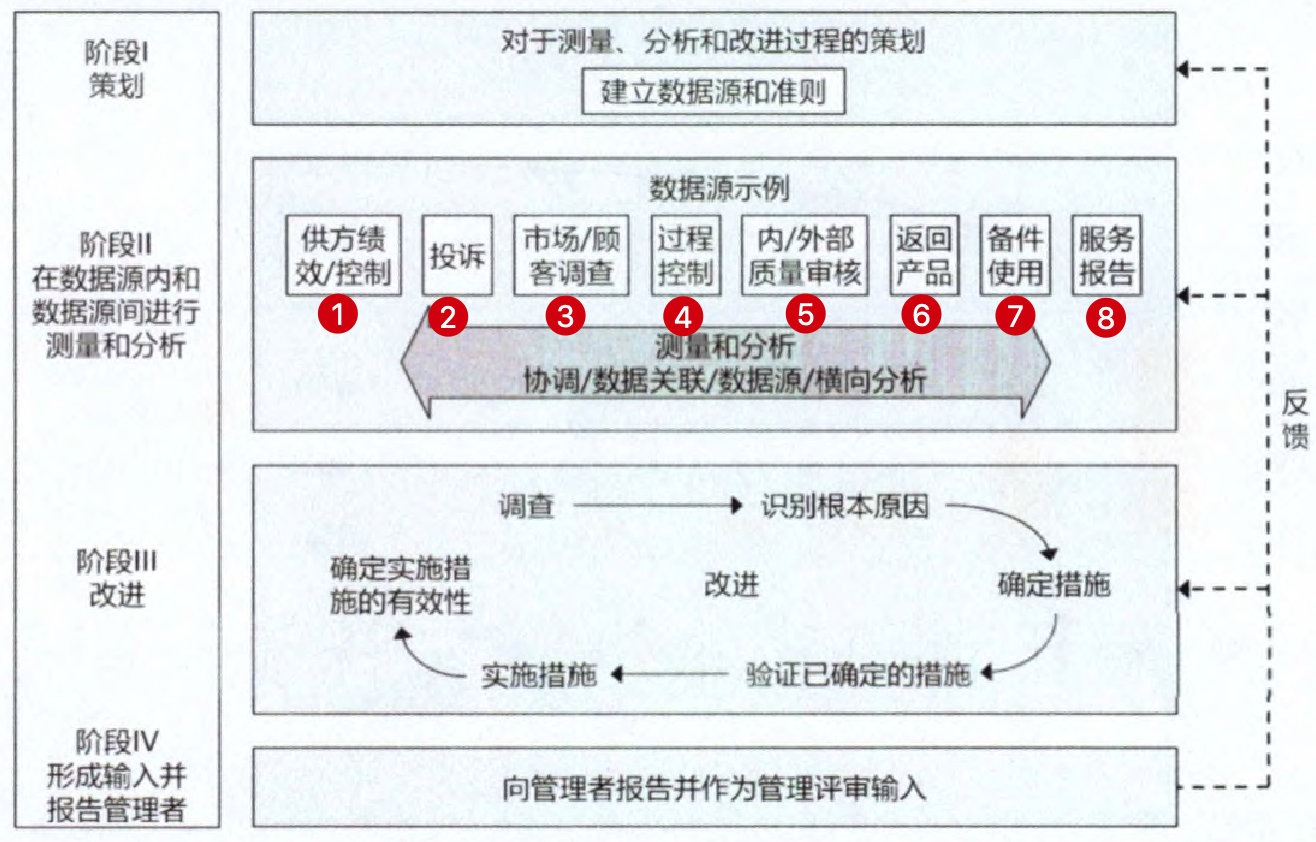 阶段I
策划
对于测量、分析和改进过程的策划
建立数据源和准则
阶段II
在数据源内和
数据源间进行
测量和分析
数据源示例
供方绩
效/控制
投诉
市场/顾
客调查
过程
控制
内/外部
质量审核
返回
产品
备件
使用
服务
报告
1
2
3
4
5
6
7
8
测量和分析
协调/数据关联/数据源/横向分析
反
馈
阶段III
改进
调查
识别根本原因
确定措施
验证已确定的措施
实施措施
确定实施措
施的有效性
改进
阶段IV
形成输入并
报告管理者
向管理者报告并作为管理评审输入